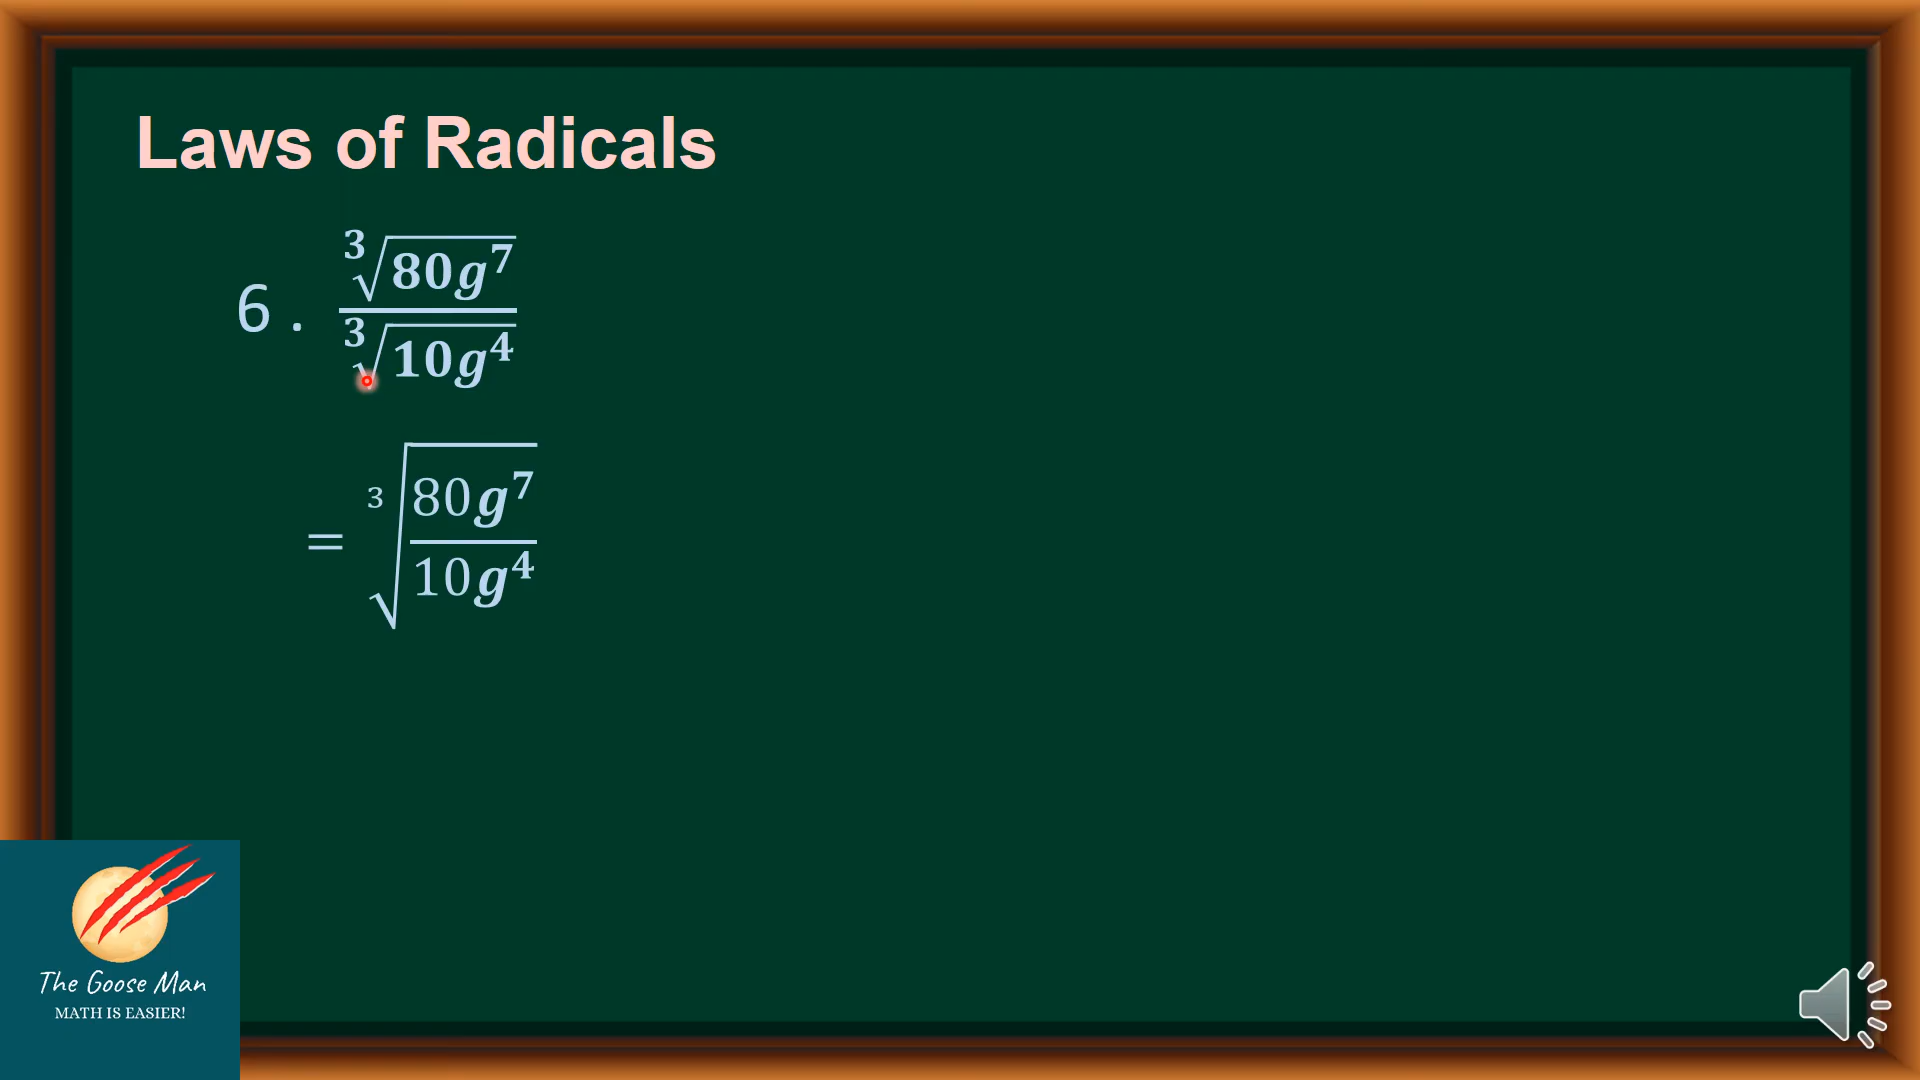 Laws of Radicals
6 . ∛(80g⁷) / ∛(10g⁴)
= ∛(80g⁷ / 10g⁴)
The Goose Man
MATH IS EASIER!